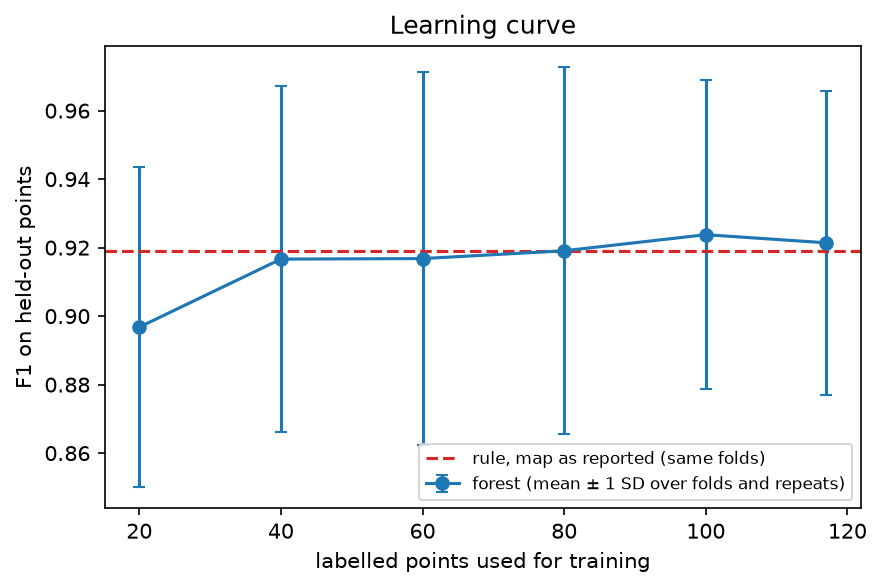 Learning curve
F1 on held-out points
0.96
0.94
0.92
0.90
0.88
0.86
rule, map as reported (same folds)
forest (mean ± 1 SD over folds and repeats)
20
40
60
80
100
120
labelled points used for training